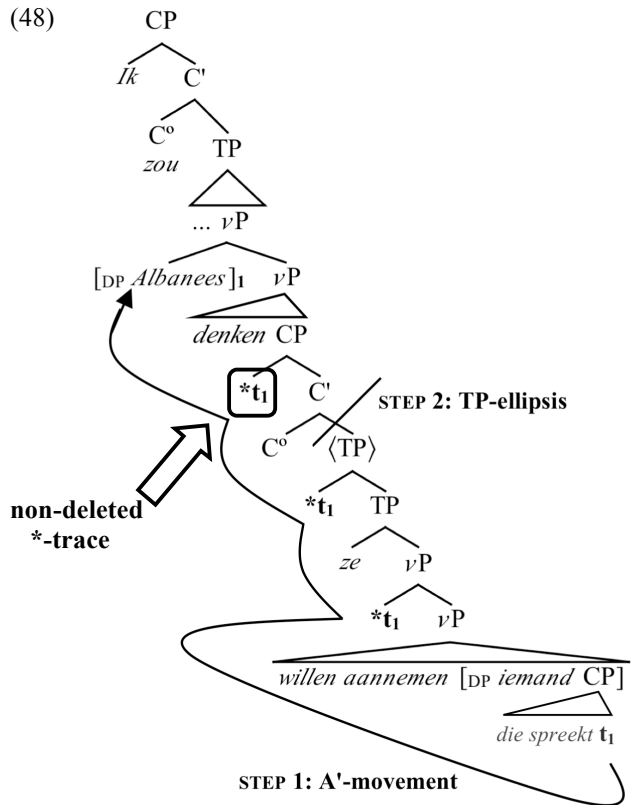 (48)
CP
Ik C'
Cº TP
zou
... vP
[DP Albanees]1 vP
denken CP
*t1 C'
STEP 2: TP-ellipsis
Cº ⟨TP⟩
non-deleted
*-trace
*t1 TP
ze vP
*t1 vP
willen aannemen [DP iemand CP]
die spreekt t1
STEP 1: A'-movement